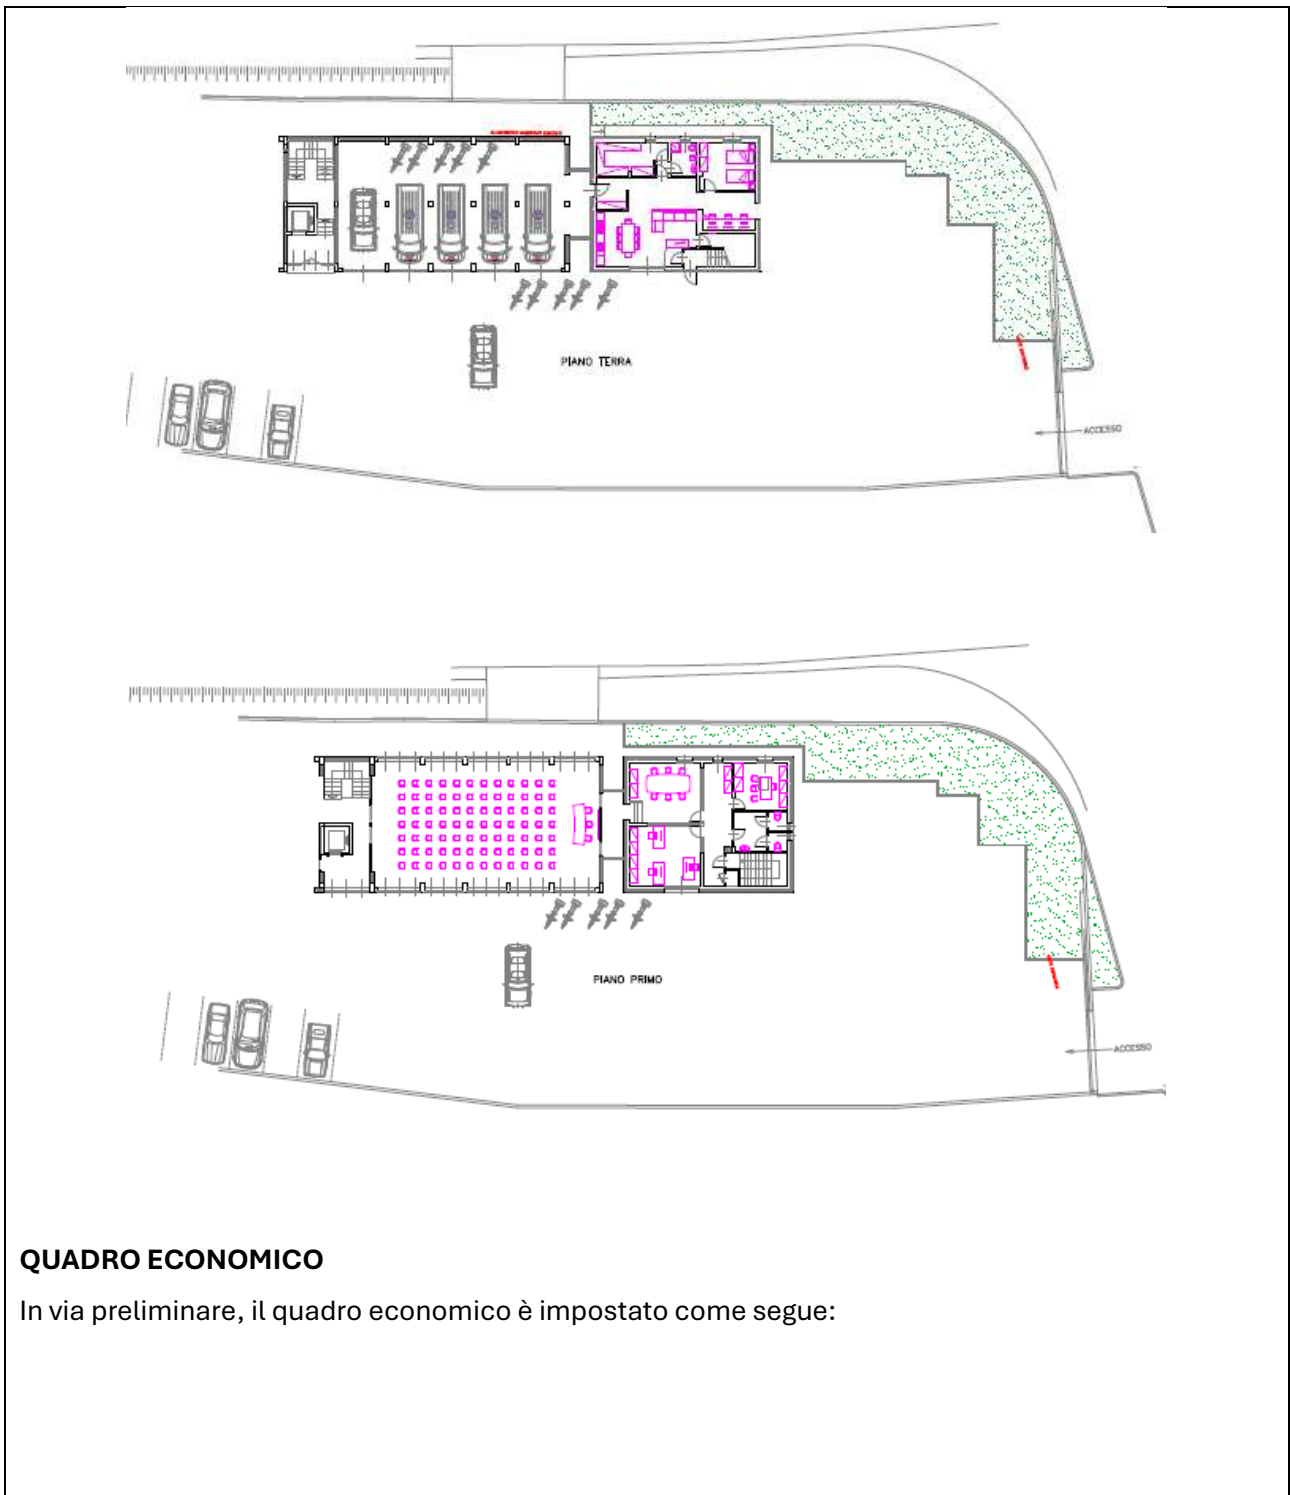 PIANO TERRA
ACCESSO
PIANO PRIMO
ACCESSO
QUADRO ECONOMICO
In via preliminare, il quadro economico è impostato come segue: